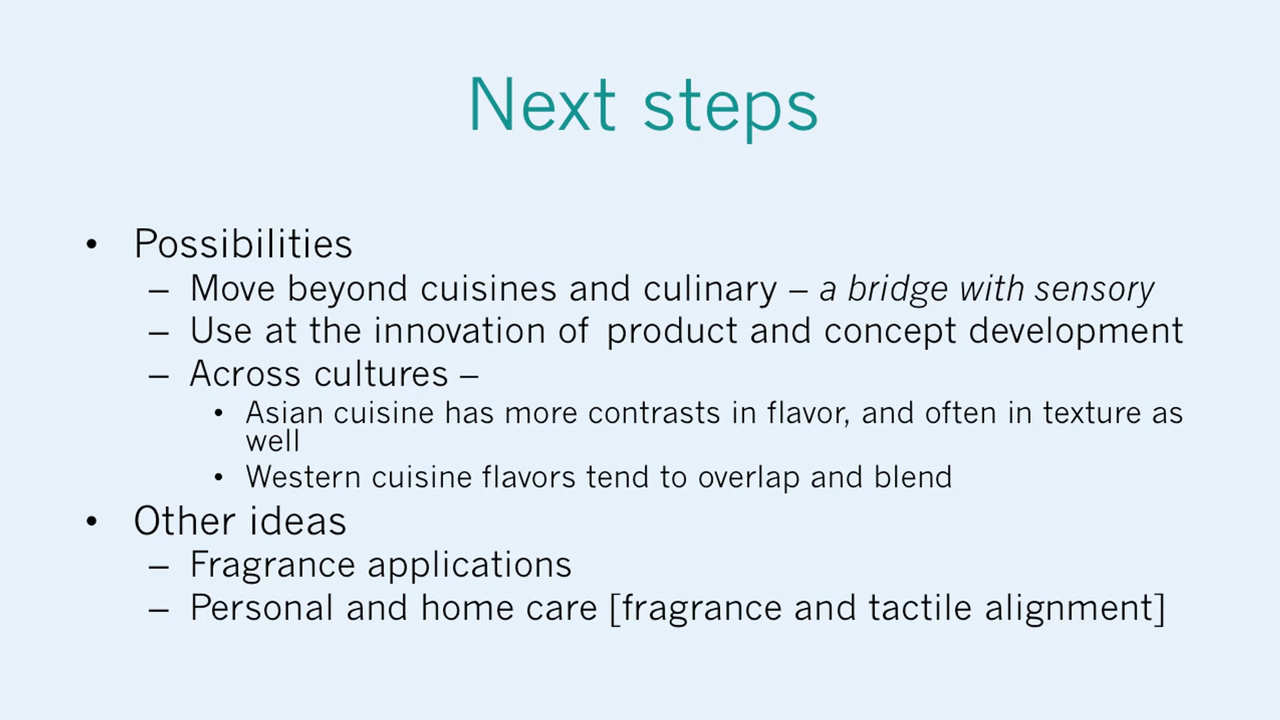 Next steps
• Possibilities
– Move beyond cuisines and culinary – a bridge with sensory
– Use at the innovation of product and concept development
– Across cultures –
• Asian cuisine has more contrasts in flavor, and often in texture as
well
• Western cuisine flavors tend to overlap and blend
• Other ideas
– Fragrance applications
– Personal and home care [fragrance and tactile alignment]